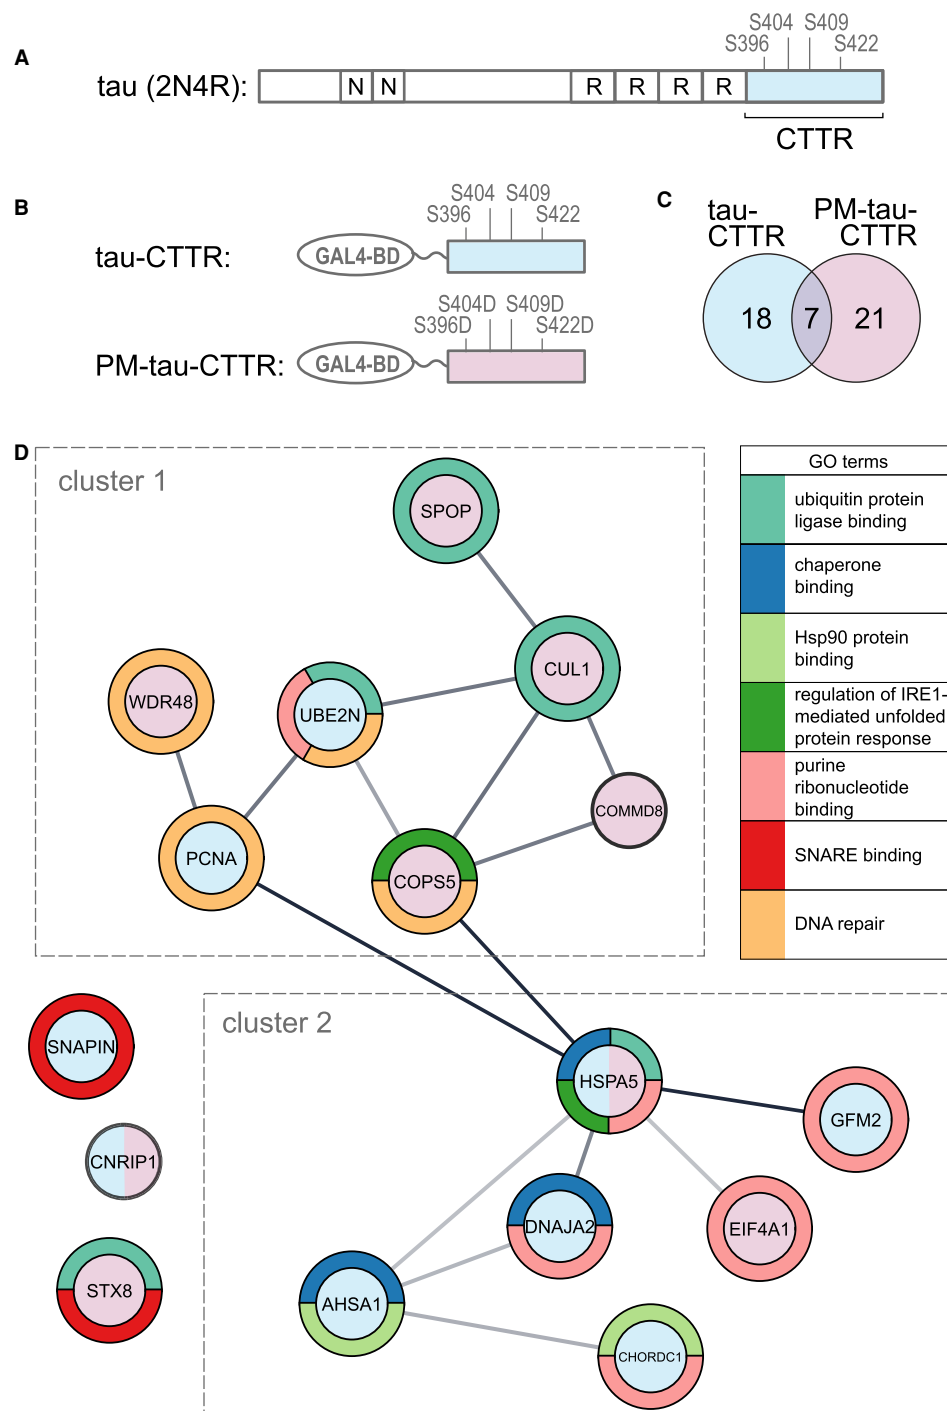 A
S404 S409
S396 S422
tau (2N4R):
N N R R R R
CTTR
B
S404 S409
S396 S422
tau-CTTR:
GAL4-BD
S404D S409D
S396D S422D
PM-tau-CTTR:
GAL4-BD
C
tau-
CTTR
PM-tau-
CTTR
18 7 21
D
cluster 1
SPOP
CUL1
WDR48
UBE2N
COMMD8
PCNA
COPS5
GO terms
ubiquitin protein
ligase binding
chaperone
binding
Hsp90 protein
binding
regulation of IRE1-
mediated unfolded
protein response
purine
ribonucleotide
binding
SNARE binding
DNA repair
SNAPIN
CNRIP1
STX8
cluster 2
HSPA5
GFM2
DNAJA2
EIF4A1
AHSA1
CHORDC1